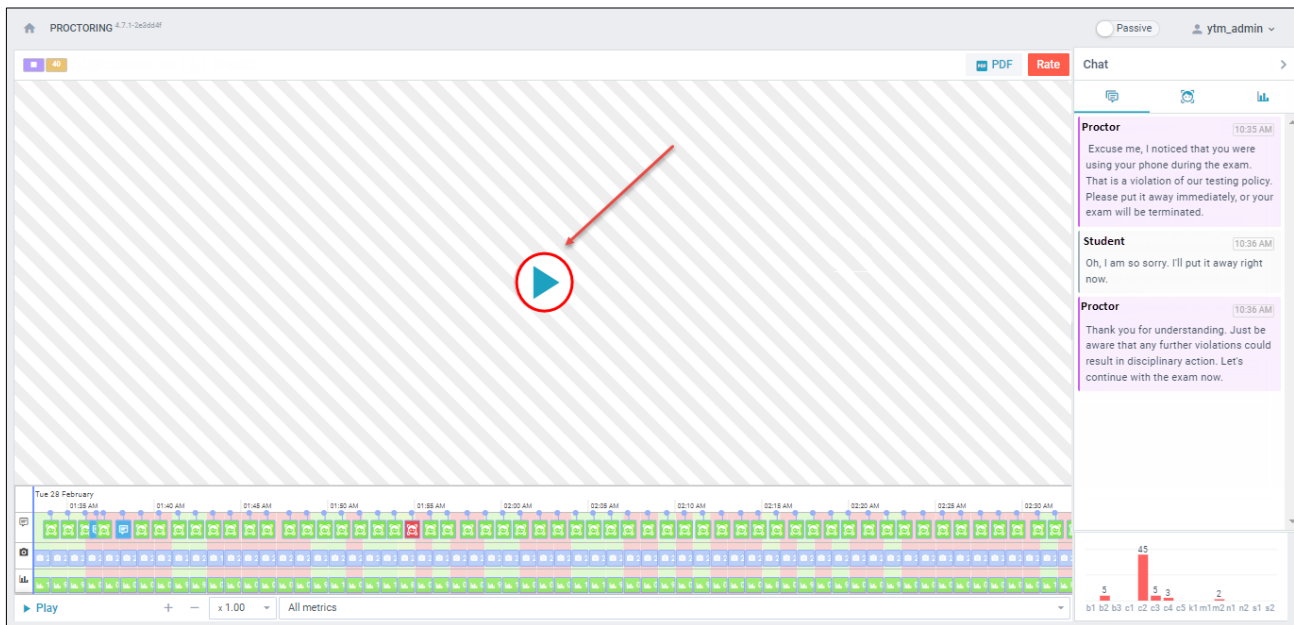 PROCTORING 4.7.1-2e3dd4f
Passive
ytm_admin
40
PDF
Rate
Chat
Proctor
10:35 AM
Excuse me, I noticed that you were
using your phone during the exam.
That is a violation of our testing policy.
Please put it away immediately, or your
exam will be terminated.
Student
10:36 AM
Oh, I am so sorry. I'll put it away right
now.
Proctor
10:36 AM
Thank you for understanding. Just be
aware that any further violations could
result in disciplinary action. Let's
continue with the exam now.
Tue 28 February
01:35 AM 01:40 AM 01:45 AM 01:50 AM 01:55 AM 02:00 AM 02:05 AM 02:10 AM 02:15 AM 02:20 AM 02:25 AM 02:30 AM
Play
+ − x 1.00 All metrics
45
5 5 3 2
b1 b2 b3 c1 c2 c3 c4 c5 k1 m1 m2 n1 n2 s1 s2